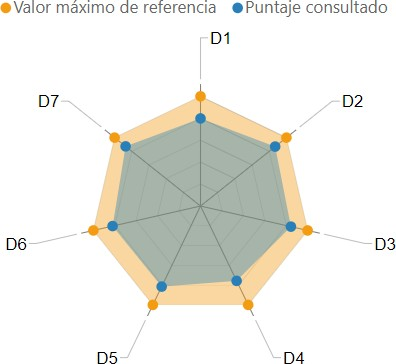 Valor máximo de referencia Puntaje consultado
D1
D7 D2
D6 D3
D5 D4